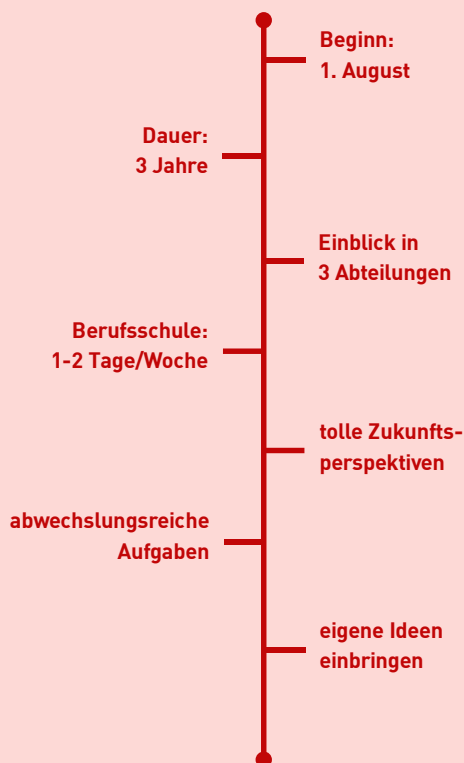 Beginn:
1. August
Dauer:
3 Jahre
Einblick in
3 Abteilungen
Berufsschule:
1-2 Tage/Woche
tolle Zukunfts-
perspektiven
abwechslungsreiche
Aufgaben
eigene Ideen
einbringen